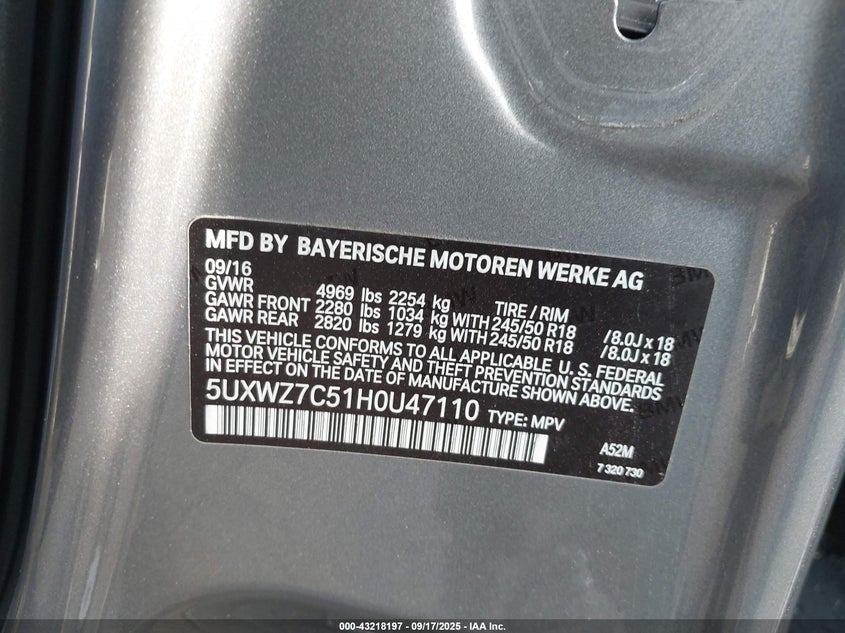 MFD BY BAYERISCHE MOTOREN WERKE AG
09/16
GVWR 4969 lbs 2254 kg TIRE / RIM
GAWR FRONT 2280 lbs 1034 kg WITH 245/50 R18 / 8.0J x 18
GAWR REAR 2820 lbs 1279 kg WITH 245/50 R18 / 8.0J x 18
THIS VEHICLE CONFORMS TO ALL APPLICABLE U. S. FEDERAL
MOTOR VEHICLE SAFETY AND THEFT PREVENTION STANDARDS
IN EFFECT ON THE DATE OF MANUFACTURE SHOWN ABOVE.
5UXWZ7C51H0U47110 TYPE: MPV
A52M
7 320 730
000-43218197 - 09/17/2025 - IAA Inc.